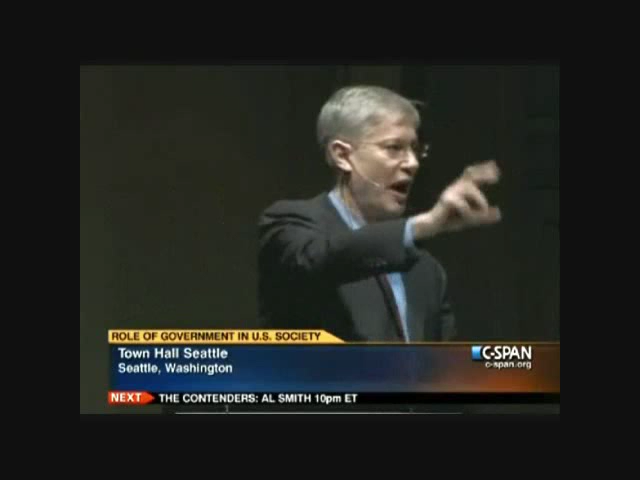 ROLE OF GOVERNMENT IN U.S. SOCIETY
Town Hall Seattle
Seattle, Washington
C-SPAN
c-span.org
NEXT THE CONTENDERS: AL SMITH 10pm ET